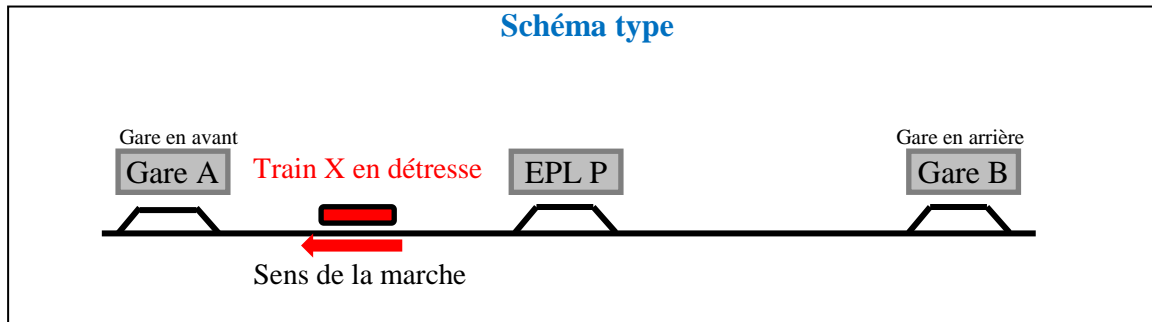 Schéma type
Gare en avant
Gare en arrière
Gare A
Train X en détresse
EPL P
Gare B
Sens de la marche